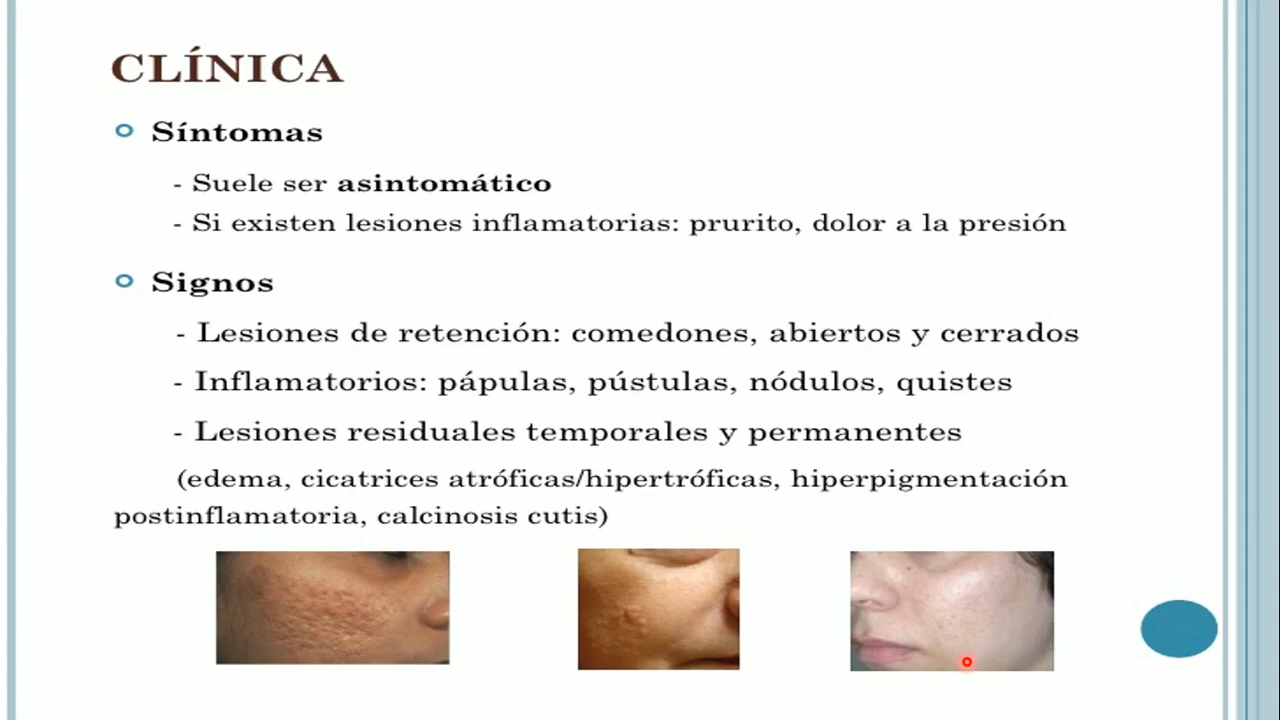 CLÍNICA
Síntomas
- Suele ser asintomático
- Si existen lesiones inflamatorias: prurito, dolor a la presión
Signos
- Lesiones de retención: comedones, abiertos y cerrados
- Inflamatorios: pápulas, pústulas, nódulos, quistes
- Lesiones residuales temporales y permanentes
(edema, cicatrices atróficas/hipertróficas, hiperpigmentación
postinflamatoria, calcinosis cutis)